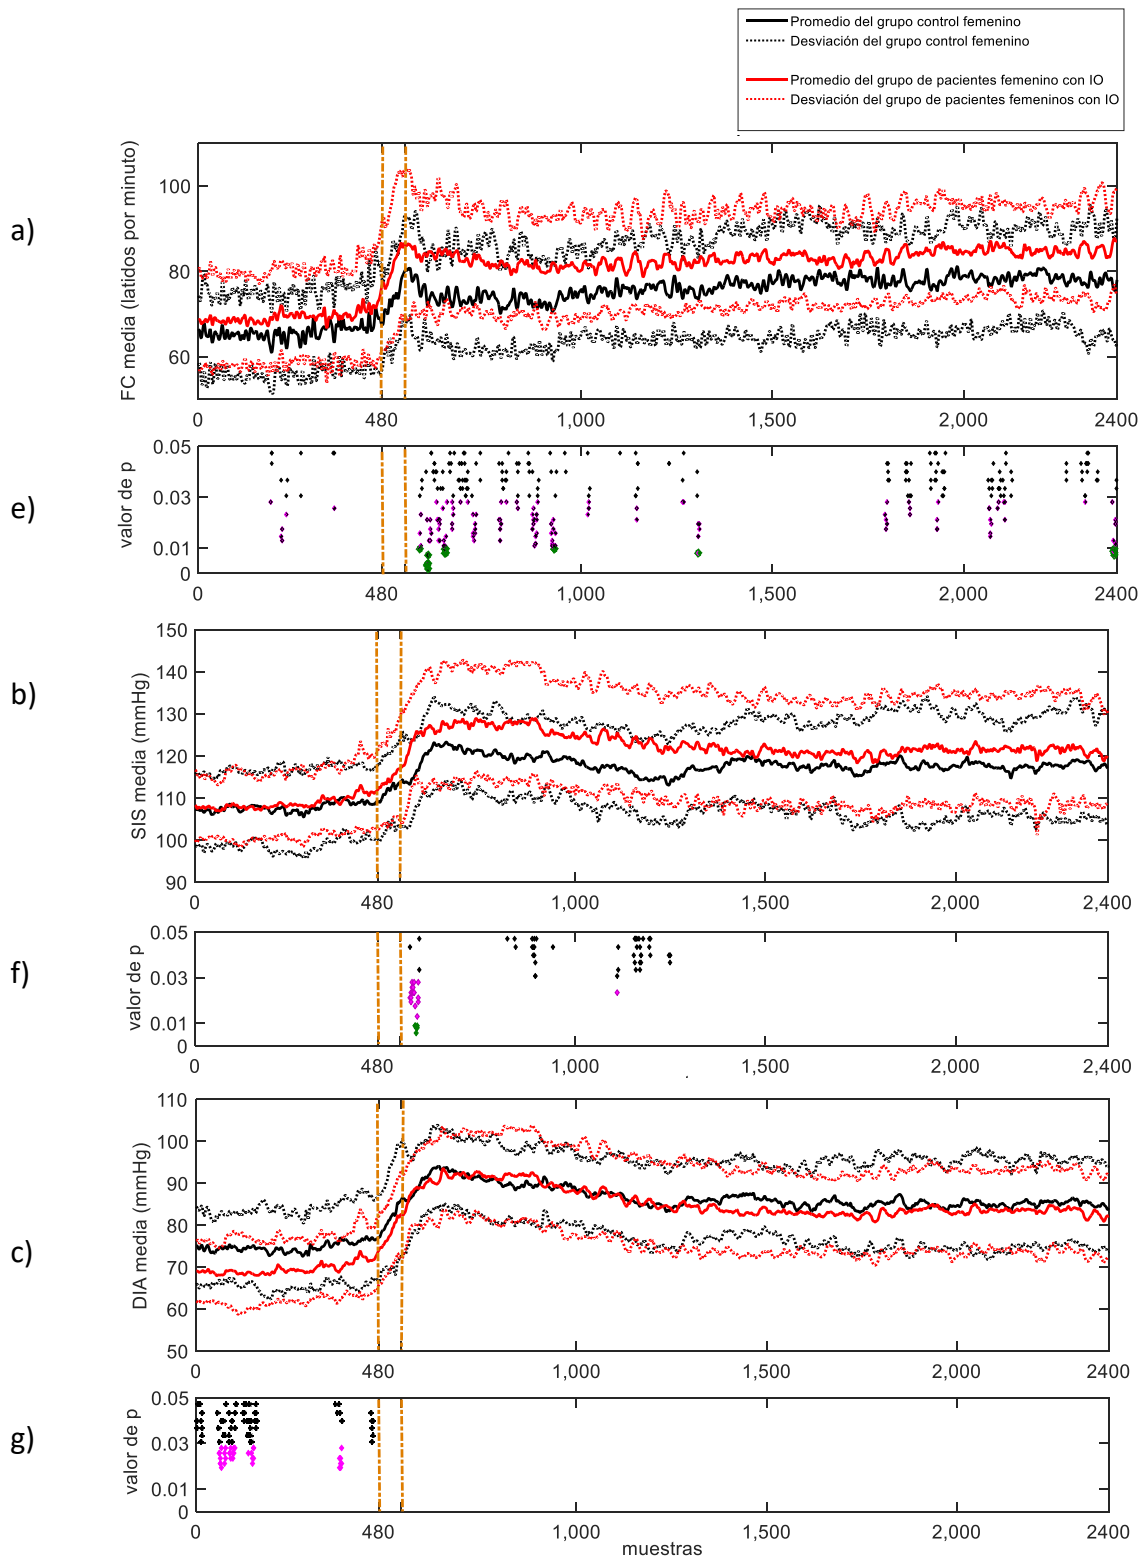 Promedio del grupo control femenino
Desviación del grupo control femenino
Promedio del grupo de pacientes femenino con IO
Desviación del grupo de pacientes femeninos con IO
a)
FC media (latidos por minuto)
100
80
60
0 480 1,000 1,500 2,000 2400
e)
valor de p
0.05
0.03
0.01
0
0 480 1,000 1,500 2,000 2400
b)
SIS media (mmHg)
150
140
130
120
110
100
90
0 480 1,000 1,500 2,000 2,400
f)
valor de p
0.05
0.03
0.01
0
0 480 1,000 1,500 2,000 2,400
c)
DIA media (mmHg)
110
100
90
80
70
60
50
0 480 1,000 1,500 2,000 2400
g)
valor de p
0.05
0.03
0.01
0
0 480 1,000 1,500 2,000 2400
muestras